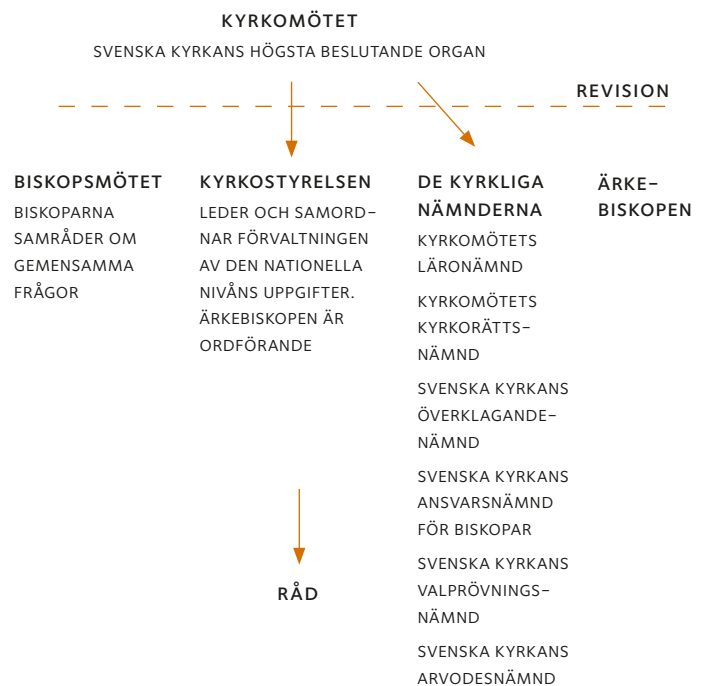 KYRKOMÖTET
SVENSKA KYRKANS HÖGSTA BESLUTANDE ORGAN
REVISION
BISKOPSMÖTET
BISKOPARNA
SAMRÅDER OM
GEMENSAMMA
FRÅGOR
KYRKOSTYRELSEN
LEDER OCH SAMORD–
NAR FÖRVALTNINGEN
AV DEN NATIONELLA
NIVÅNS UPPGIFTER.
ÄRKEBISKOPEN ÄR
ORDFÖRANDE
RÅD
DE KYRKLIGA
NÄMNDERNA
KYRKOMÖTETS
LÄRONÄMND
KYRKOMÖTETS
KYRKORÄTTS–
NÄMND
SVENSKA KYRKANS
ÖVERKLAGANDE–
NÄMND
SVENSKA KYRKANS
ANSVARSNÄMND
FÖR BISKOPAR
SVENSKA KYRKANS
VALPRÖVNINGS–
NÄMND
SVENSKA KYRKANS
ARVODESNÄMND
ÄRKE–
BISKOPEN